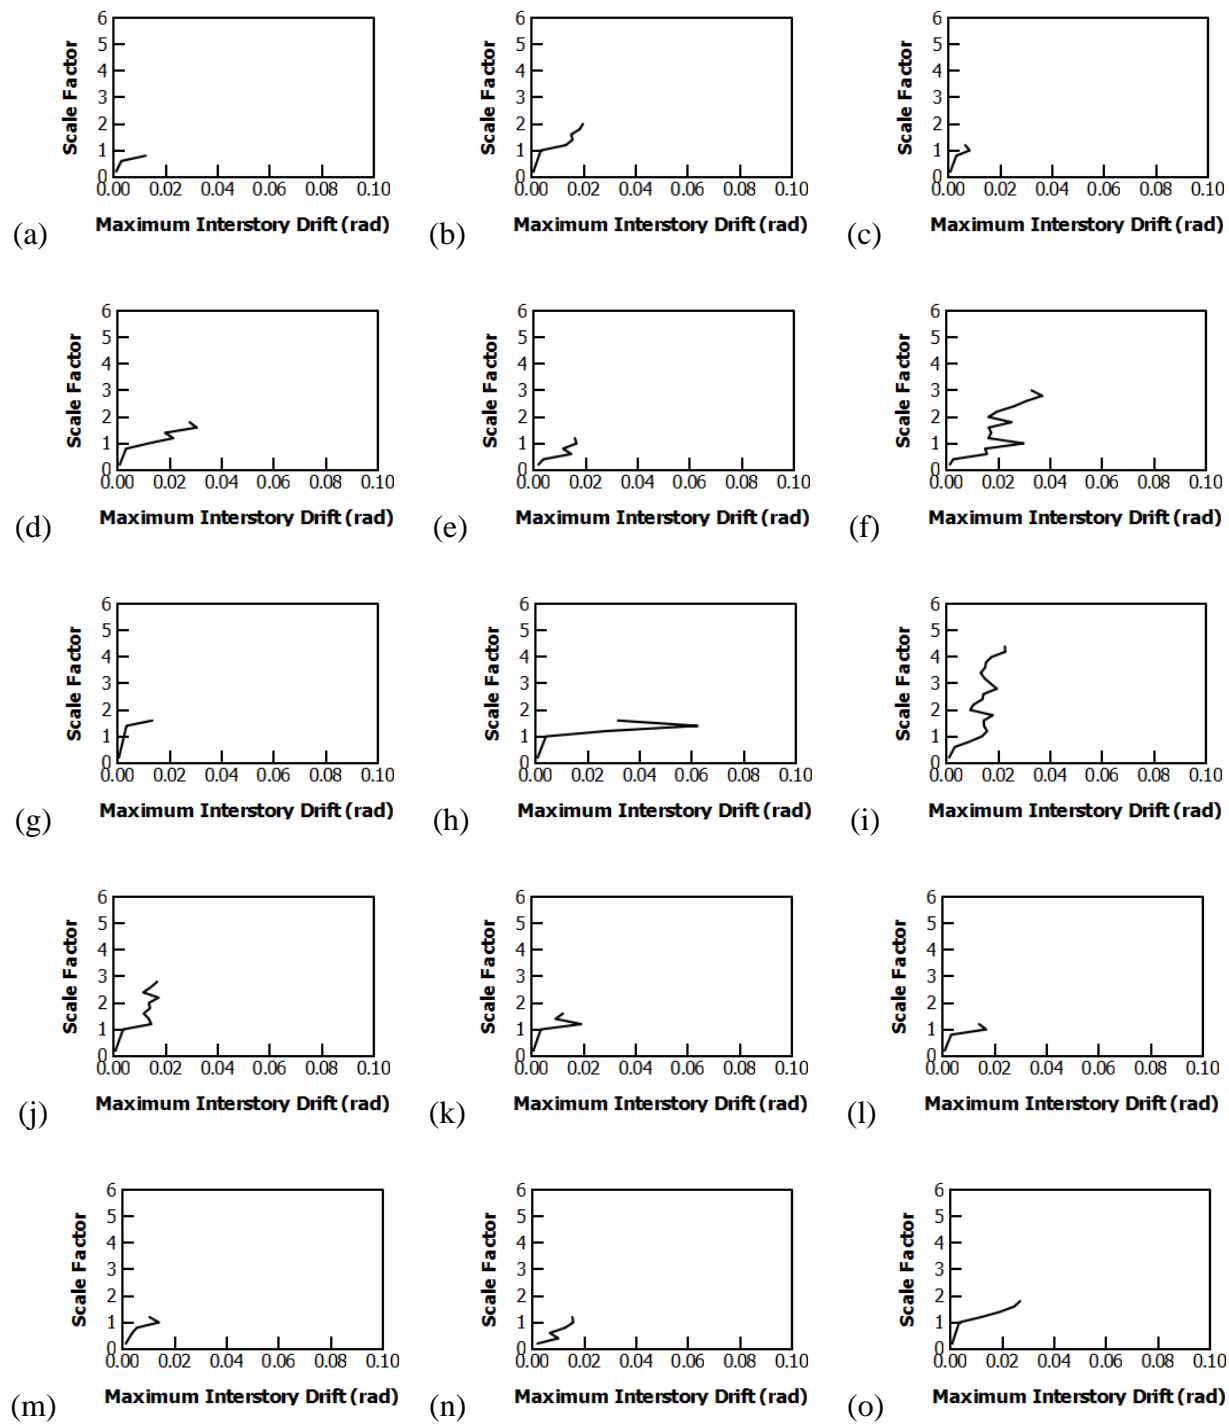 6 6 6
5 5 5
4 4 4
3 3 3
2 2 2
1 1 1
0 0 0
Scale Factor Scale Factor Scale Factor
0.00 0.02 0.04 0.06 0.08 0.10 0.00 0.02 0.04 0.06 0.08 0.10 0.00 0.02 0.04 0.06 0.08 0.10
(a) Maximum Interstory Drift (rad) (b) Maximum Interstory Drift (rad) (c) Maximum Interstory Drift (rad)
6 6 6
5 5 5
4 4 4
3 3 3
2 2 2
1 1 1
0 0 0
Scale Factor Scale Factor Scale Factor
0.00 0.02 0.04 0.06 0.08 0.10 0.00 0.02 0.04 0.06 0.08 0.10 0.00 0.02 0.04 0.06 0.08 0.10
(d) Maximum Interstory Drift (rad) (e) Maximum Interstory Drift (rad) (f) Maximum Interstory Drift (rad)
6 6 6
5 5 5
4 4 4
3 3 3
2 2 2
1 1 1
0 0 0
Scale Factor Scale Factor Scale Factor
0.00 0.02 0.04 0.06 0.08 0.10 0.00 0.02 0.04 0.06 0.08 0.10 0.00 0.02 0.04 0.06 0.08 0.10
(g) Maximum Interstory Drift (rad) (h) Maximum Interstory Drift (rad) (i) Maximum Interstory Drift (rad)
6 6 6
5 5 5
4 4 4
3 3 3
2 2 2
1 1 1
0 0 0
Scale Factor Scale Factor Scale Factor
0.00 0.02 0.04 0.06 0.08 0.10 0.00 0.02 0.04 0.06 0.08 0.10 0.00 0.02 0.04 0.06 0.08 0.10
(j) Maximum Interstory Drift (rad) (k) Maximum Interstory Drift (rad) (l) Maximum Interstory Drift (rad)
6 6 6
5 5 5
4 4 4
3 3 3
2 2 2
1 1 1
0 0 0
Scale Factor Scale Factor Scale Factor
0.00 0.02 0.04 0.06 0.08 0.10 0.00 0.02 0.04 0.06 0.08 0.10 0.00 0.02 0.04 0.06 0.08 0.10
(m) Maximum Interstory Drift (rad) (n) Maximum Interstory Drift (rad) (o) Maximum Interstory Drift (rad)